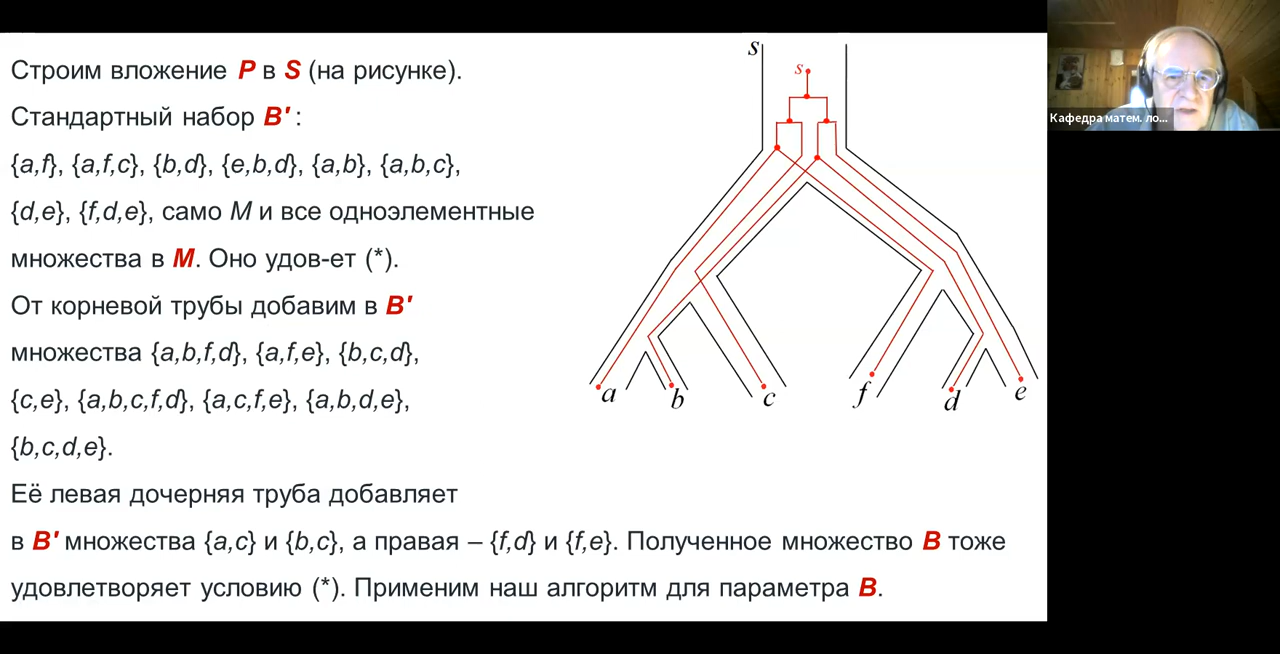 Строим вложение P в S (на рисунке).
Стандартный набор B′ :
{a,f}, {a,f,c}, {b,d}, {e,b,d}, {a,b}, {a,b,c},
{d,e}, {f,d,e}, само M и все одноэлементные
множества в M. Оно удов-ет (*).
От корневой трубы добавим в B′
множества {a,b,f,d}, {a,f,e}, {b,c,d},
{c,e}, {a,b,c,f,d}, {a,c,f,e}, {a,b,d,e},
{b,c,d,e}.
Её левая дочерняя труба добавляет
в B′ множества {a,c} и {b,c}, а правая – {f,d} и {f,e}. Полученное множество B тоже
удовлетворяет условию (*). Применим наш алгоритм для параметра B.
s
s
a
b
c
f
d
e
Кафедра матем. ло...